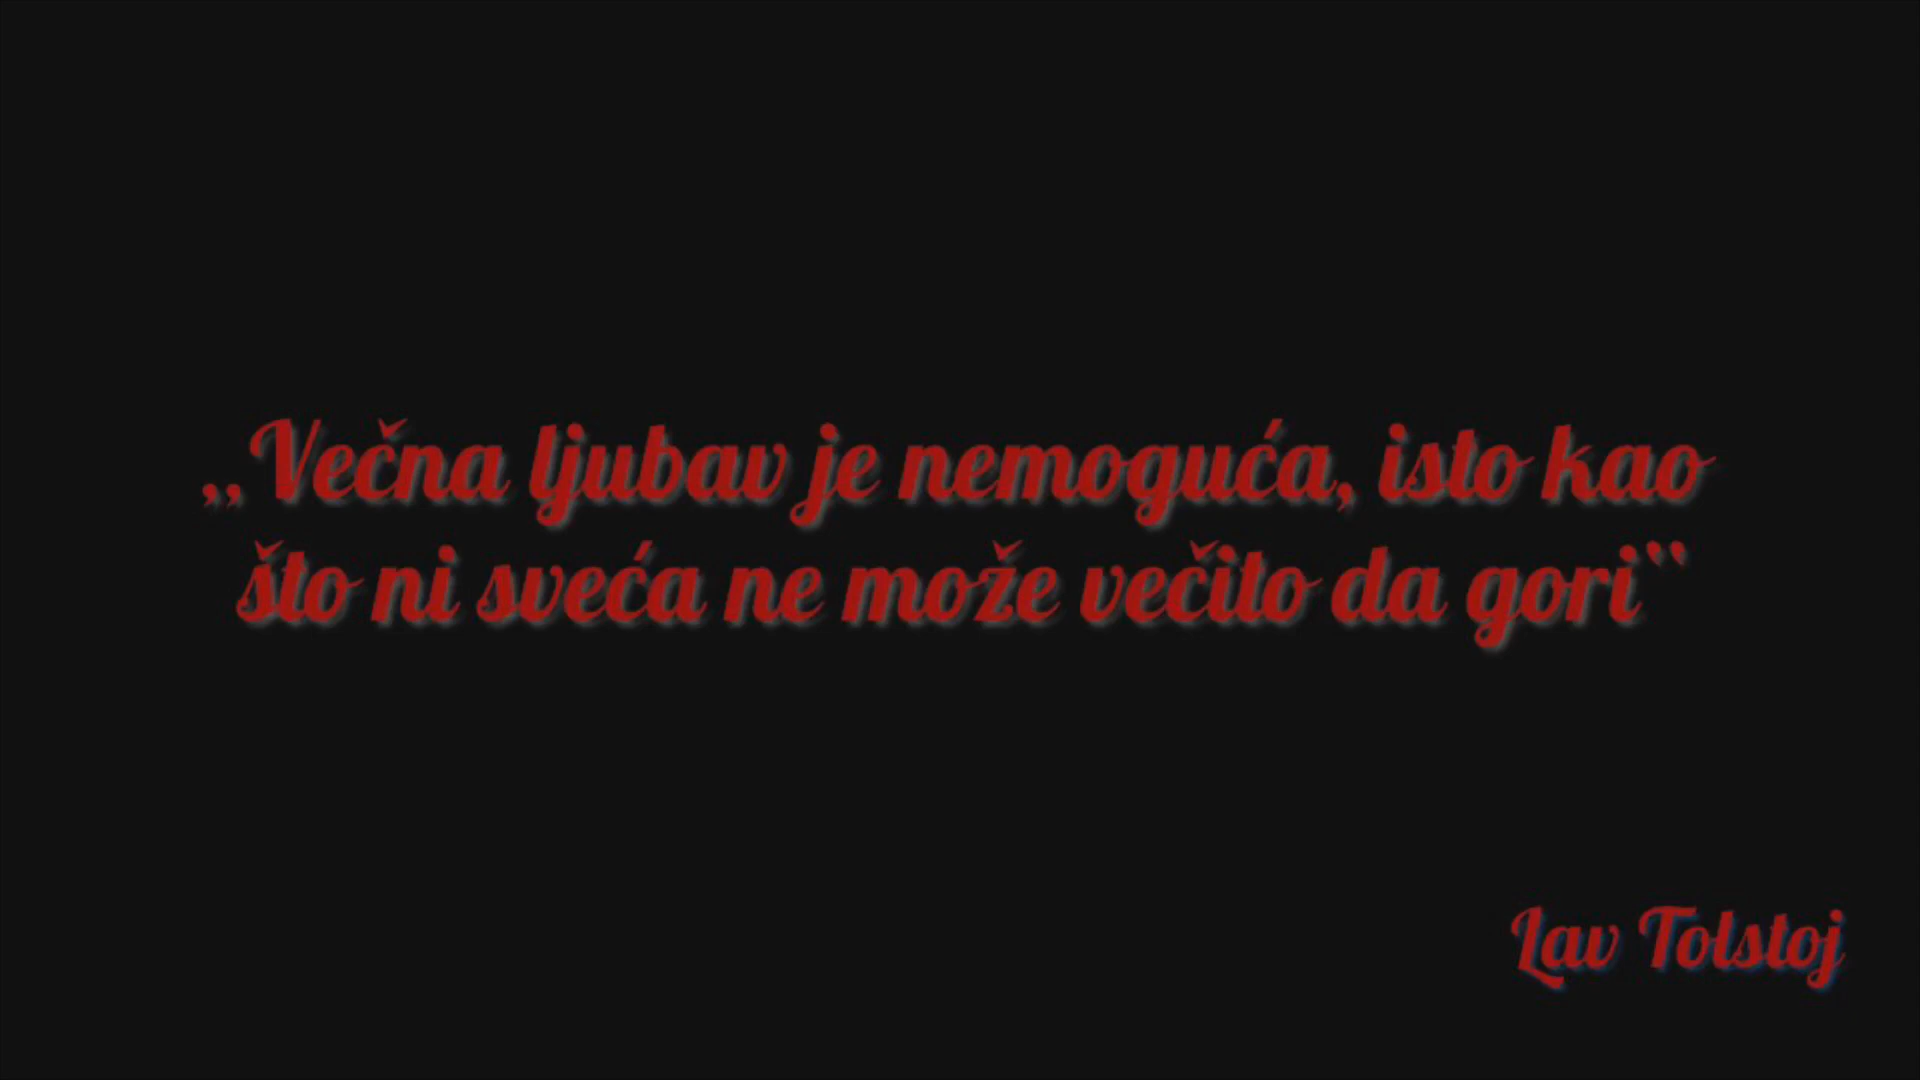 „Večna ljubav je nemoguća, isto kao
što ni sveća ne može večito da gori‟
Lav Tolstoj